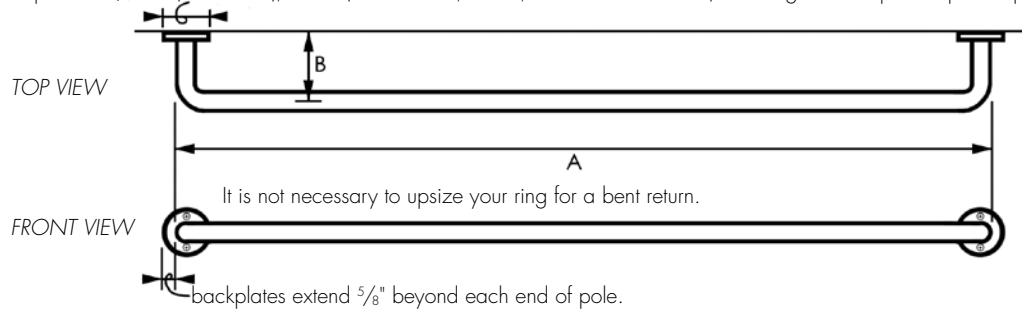 B
TOP VIEW
A
It is not necessary to upsize your ring for a bent return.
FRONT VIEW
backplates extend 5/8" beyond each end of pole.